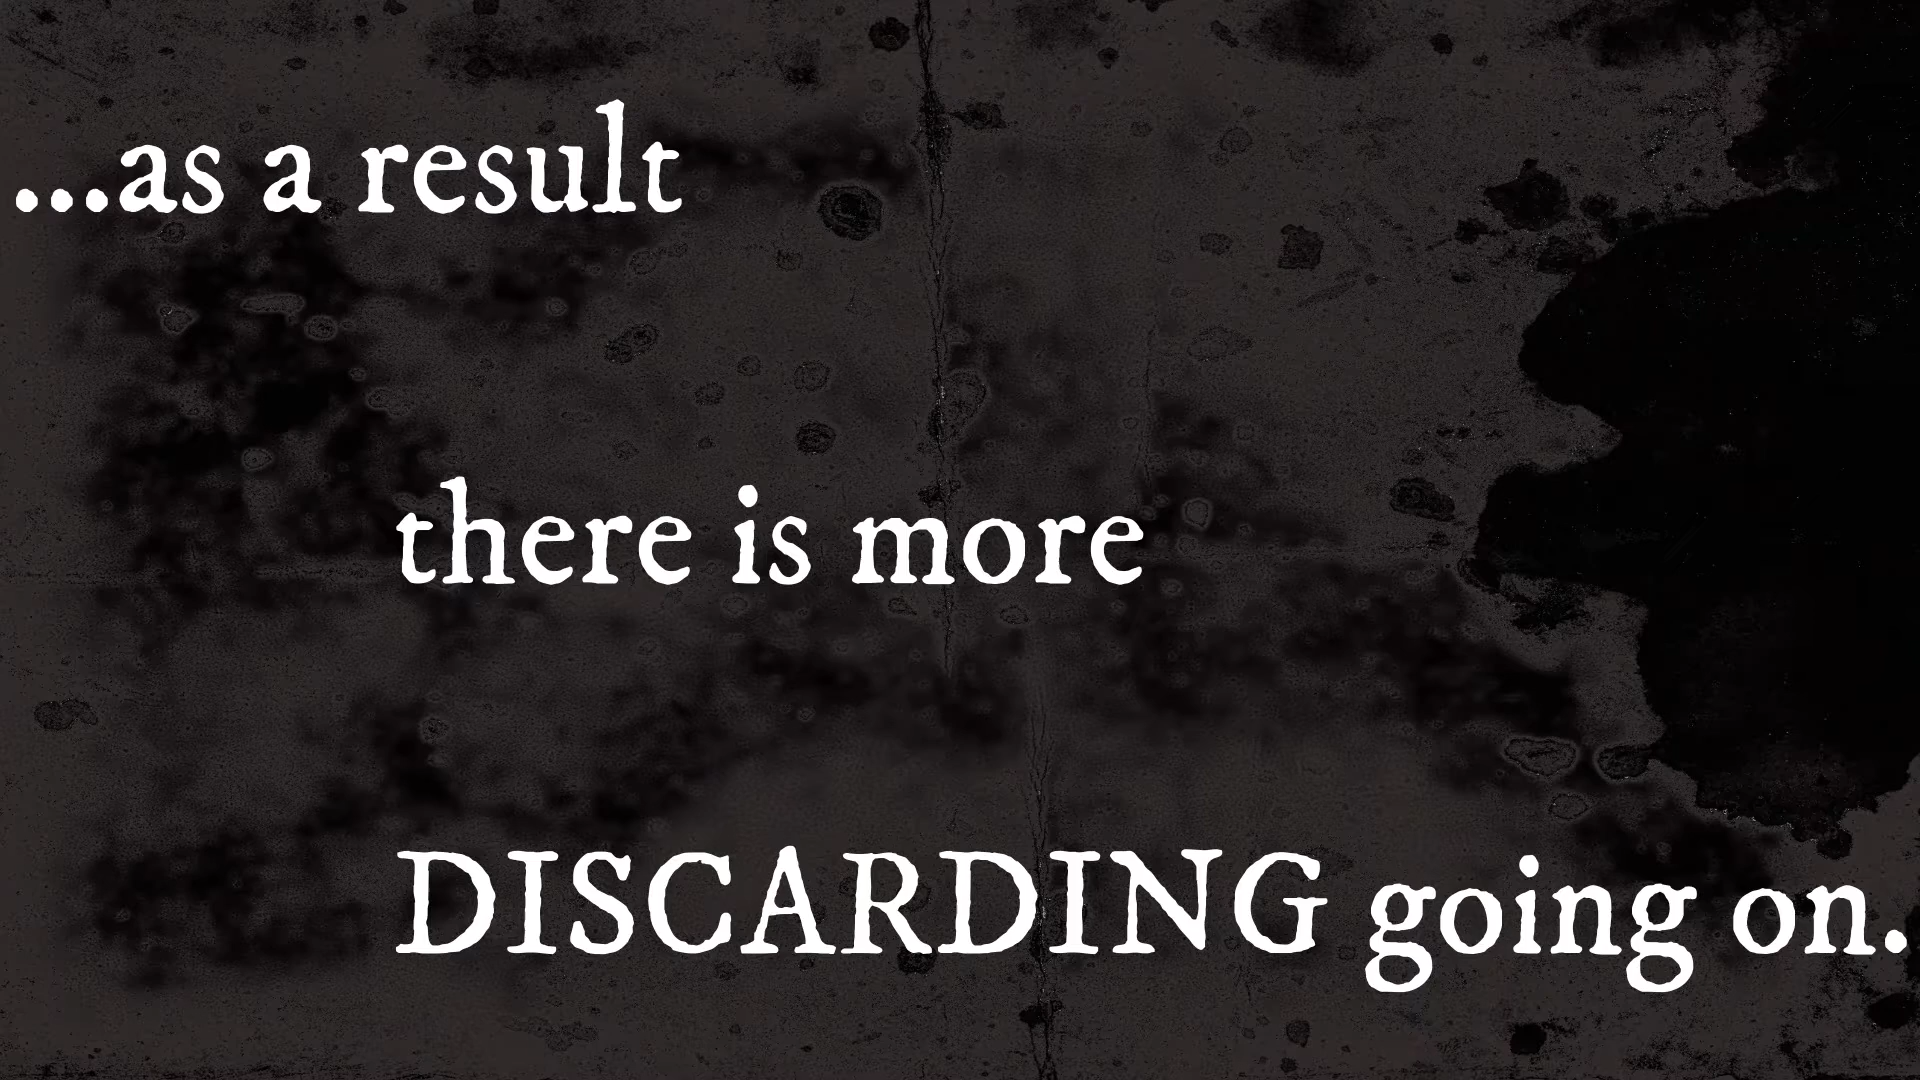 ...as a result
there is more
DISCARDING going on.